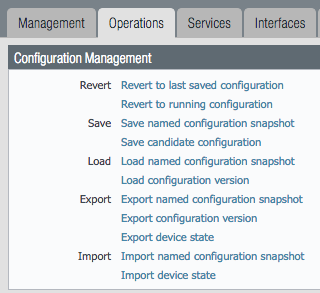 Management Operations Services Interfaces
Configuration Management
Revert Revert to last saved configuration
Revert to running configuration
Save Save named configuration snapshot
Save candidate configuration
Load Load named configuration snapshot
Load configuration version
Export Export named configuration snapshot
Export configuration version
Export device state
Import Import named configuration snapshot
Import device state